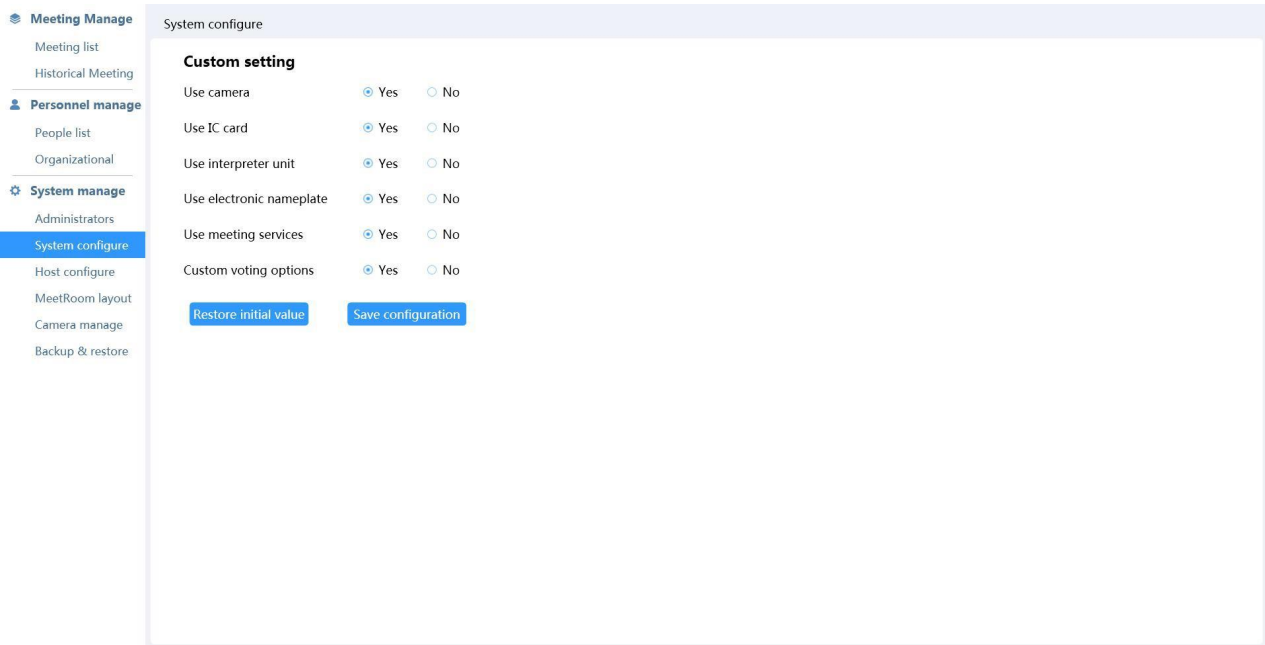 Meeting Manage
Meeting list
Historical Meeting
Personnel manage
People list
Organizational
System manage
Administrators
System configure
Host configure
MeetRoom layout
Camera manage
Backup & restore
System configure
Custom setting
Use camera Yes No
Use IC card Yes No
Use interpreter unit Yes No
Use electronic nameplate Yes No
Use meeting services Yes No
Custom voting options Yes No
Restore initial value Save configuration